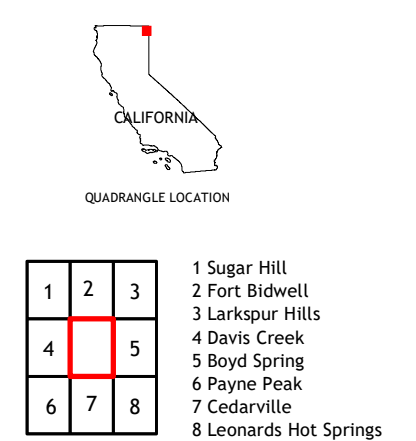 CALIFORNIA
QUADRANGLE LOCATION
1 2 3
4 5
6 7 8
1 Sugar Hill
2 Fort Bidwell
3 Larkspur Hills
4 Davis Creek
5 Boyd Spring
6 Payne Peak
7 Cedarville
8 Leonards Hot Springs